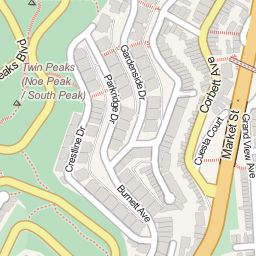 Peaks Blvd
Twin Peaks
(Noe Peak
/ South Peak)
Gardenside Dr
Parkridge Dr
Crestline Dr
Burnett Ave
Corbett Ave
Cuesta Court
Market St
Grand View Ave